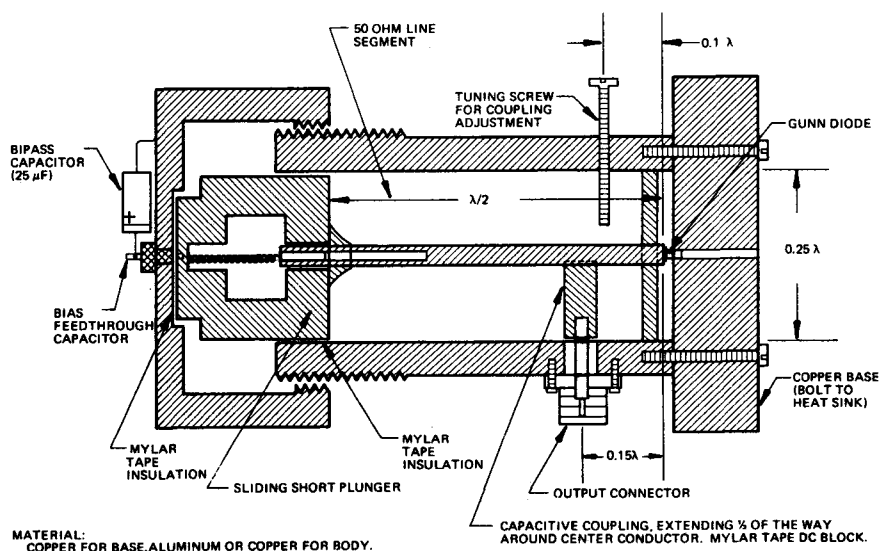 50 OHM LINE
SEGMENT
0.1 λ
TUNING SCREW
FOR COUPLING
ADJUSTMENT
GUNN DIODE
BIPASS
CAPACITOR
(25 μF)
+
λ/2
0.25 λ
BIAS
FEEDTHROUGH
CAPACITOR
COPPER BASE
(BOLT TO
HEAT SINK)
MYLAR
TAPE
INSULATION
MYLAR
TAPE
INSULATION
SLIDING SHORT PLUNGER
0.15λ
OUTPUT CONNECTOR
CAPACITIVE COUPLING, EXTENDING ½ OF THE WAY
AROUND CENTER CONDUCTOR. MYLAR TAPE DC BLOCK.
MATERIAL:
COPPER FOR BASE, ALUMINUM OR COPPER FOR BODY.